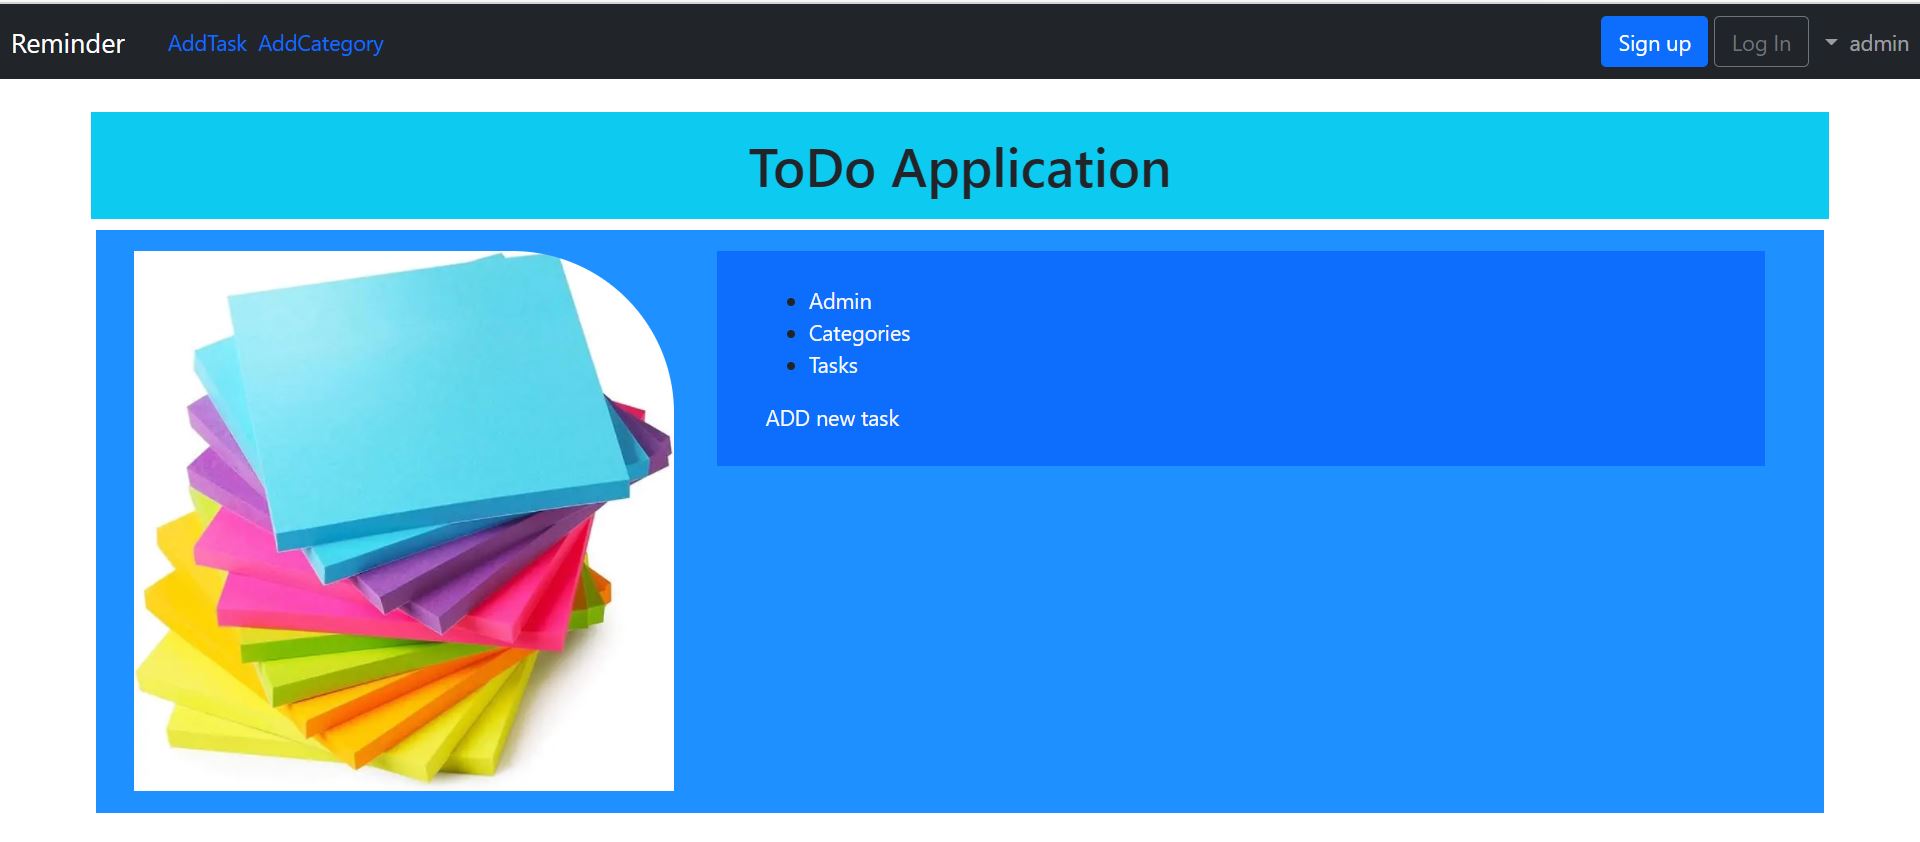 Reminder AddTask AddCategory Sign up Log In admin
ToDo Application
Admin
Categories
Tasks
ADD new task